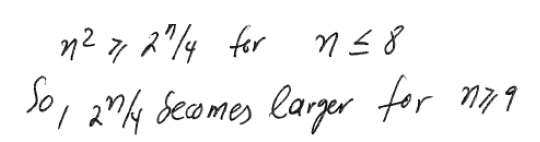 n² ⩾ 2ⁿ/4 for n ≤ 8
So, 2ⁿ/4 becomes larger for n ⩾ 9